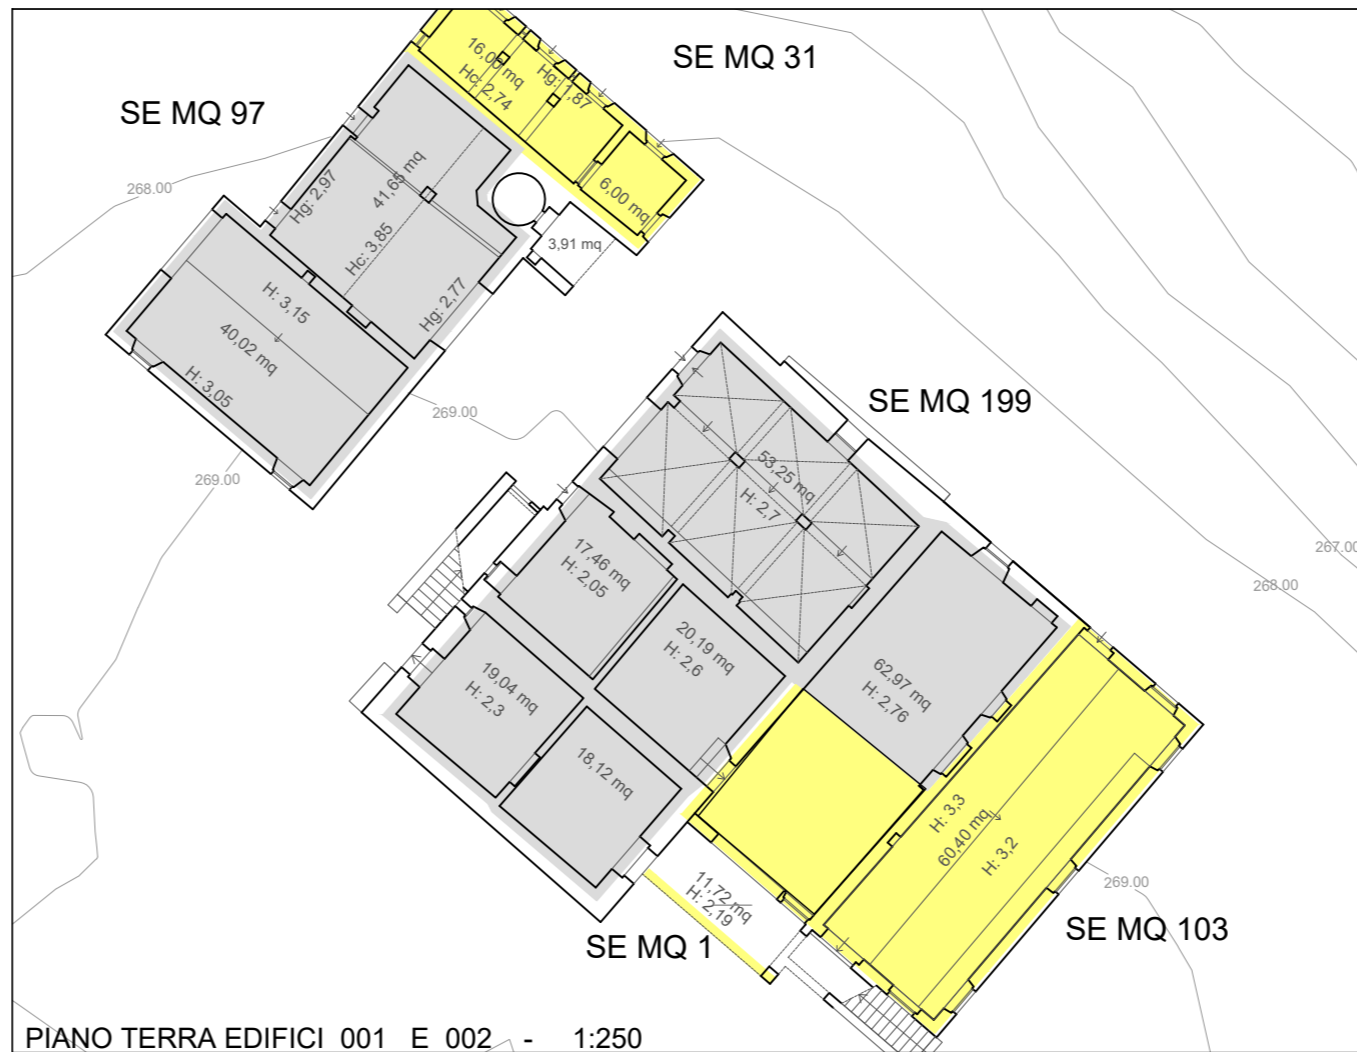 SE MQ 31
16,00 mq
Hc: 2,74
Hg: 1,87
SE MQ 97
6,00 mq
268.00
41,65 mq
Hg: 2,97
Hc: 3,85
3,91 mq
Hg: 2,77
H: 3,15
40,02 mq
H: 3,05
269.00
SE MQ 199
269.00
53,25 mq
H: 2,7
267.00
268.00
17,46 mq
H: 2,05
20,19 mq
H: 2,6
19,04 mq
H: 2,3
62,97 mq
H: 2,76
18,12 mq
H: 3,3
60,40 mq
H: 3,2
269.00
11,72 mq
H: 2,19
SE MQ 1
SE MQ 103
PIANO TERRA EDIFICI 001 E 002 - 1:250